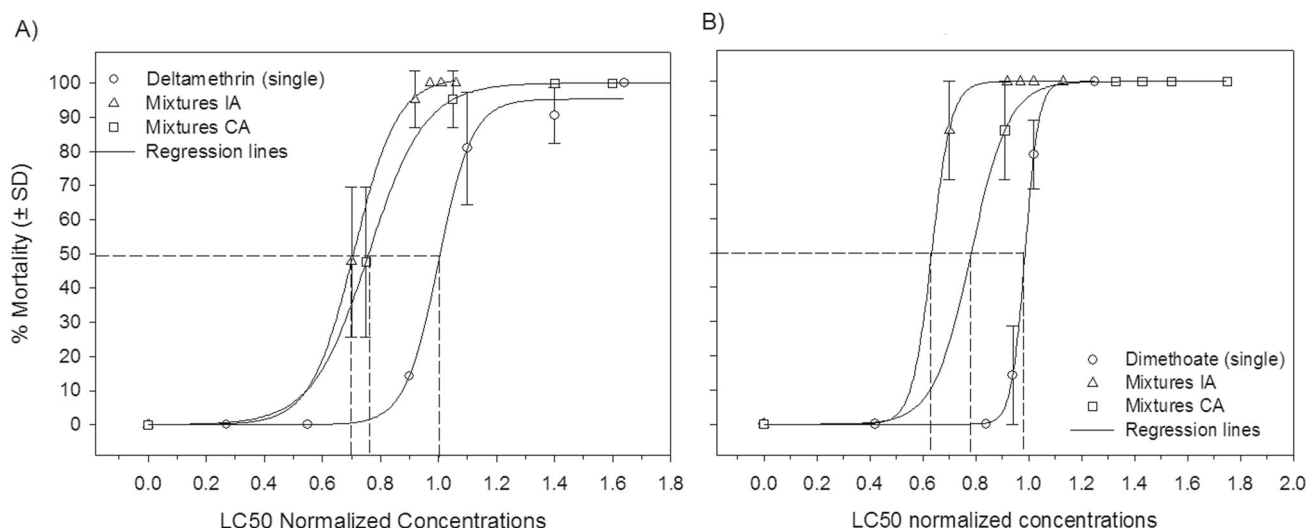 A)
Deltamethrin (single)
Mixtures IA
Mixtures CA
Regression lines
% Mortality (± SD)
100
90
80
70
60
50
40
30
20
10
0
0.0 0.2 0.4 0.6 0.8 1.0 1.2 1.4 1.6 1.8
LC50 Normalized Concentrations
B)
Dimethoate (single)
Mixtures IA
Mixtures CA
Regression lines
0.0 0.2 0.4 0.6 0.8 1.0 1.2 1.4 1.6 1.8 2.0
LC50 normalized concentrations